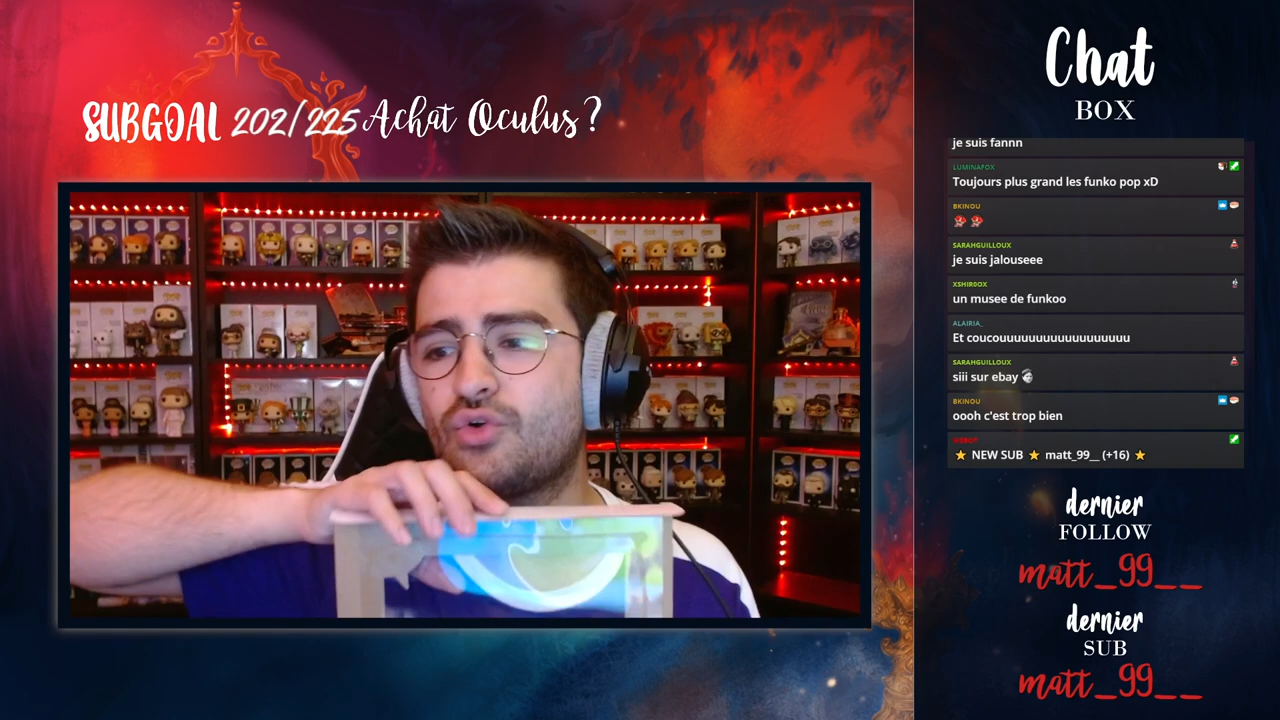 SUBGOAL 202/225 Achat Oculus ?
Chat
BOX
je suis fannn
LUMINAFOX
Toujours plus grand les funko pop xD
BKINOU
SARAHGUILLOUX
je suis jalouseee
XSHIR0OX
un musee de funkoo
ALAIRIA_
Et coucouuuuuuuuuuuuuuuuuuu
SARAHGUILLOUX
siii sur ebay
BKINOU
oooh c'est trop bien
NEW SUB matt_99__ (+16)
dernier
FOLLOW
matt_99__
dernier
SUB
matt_99__